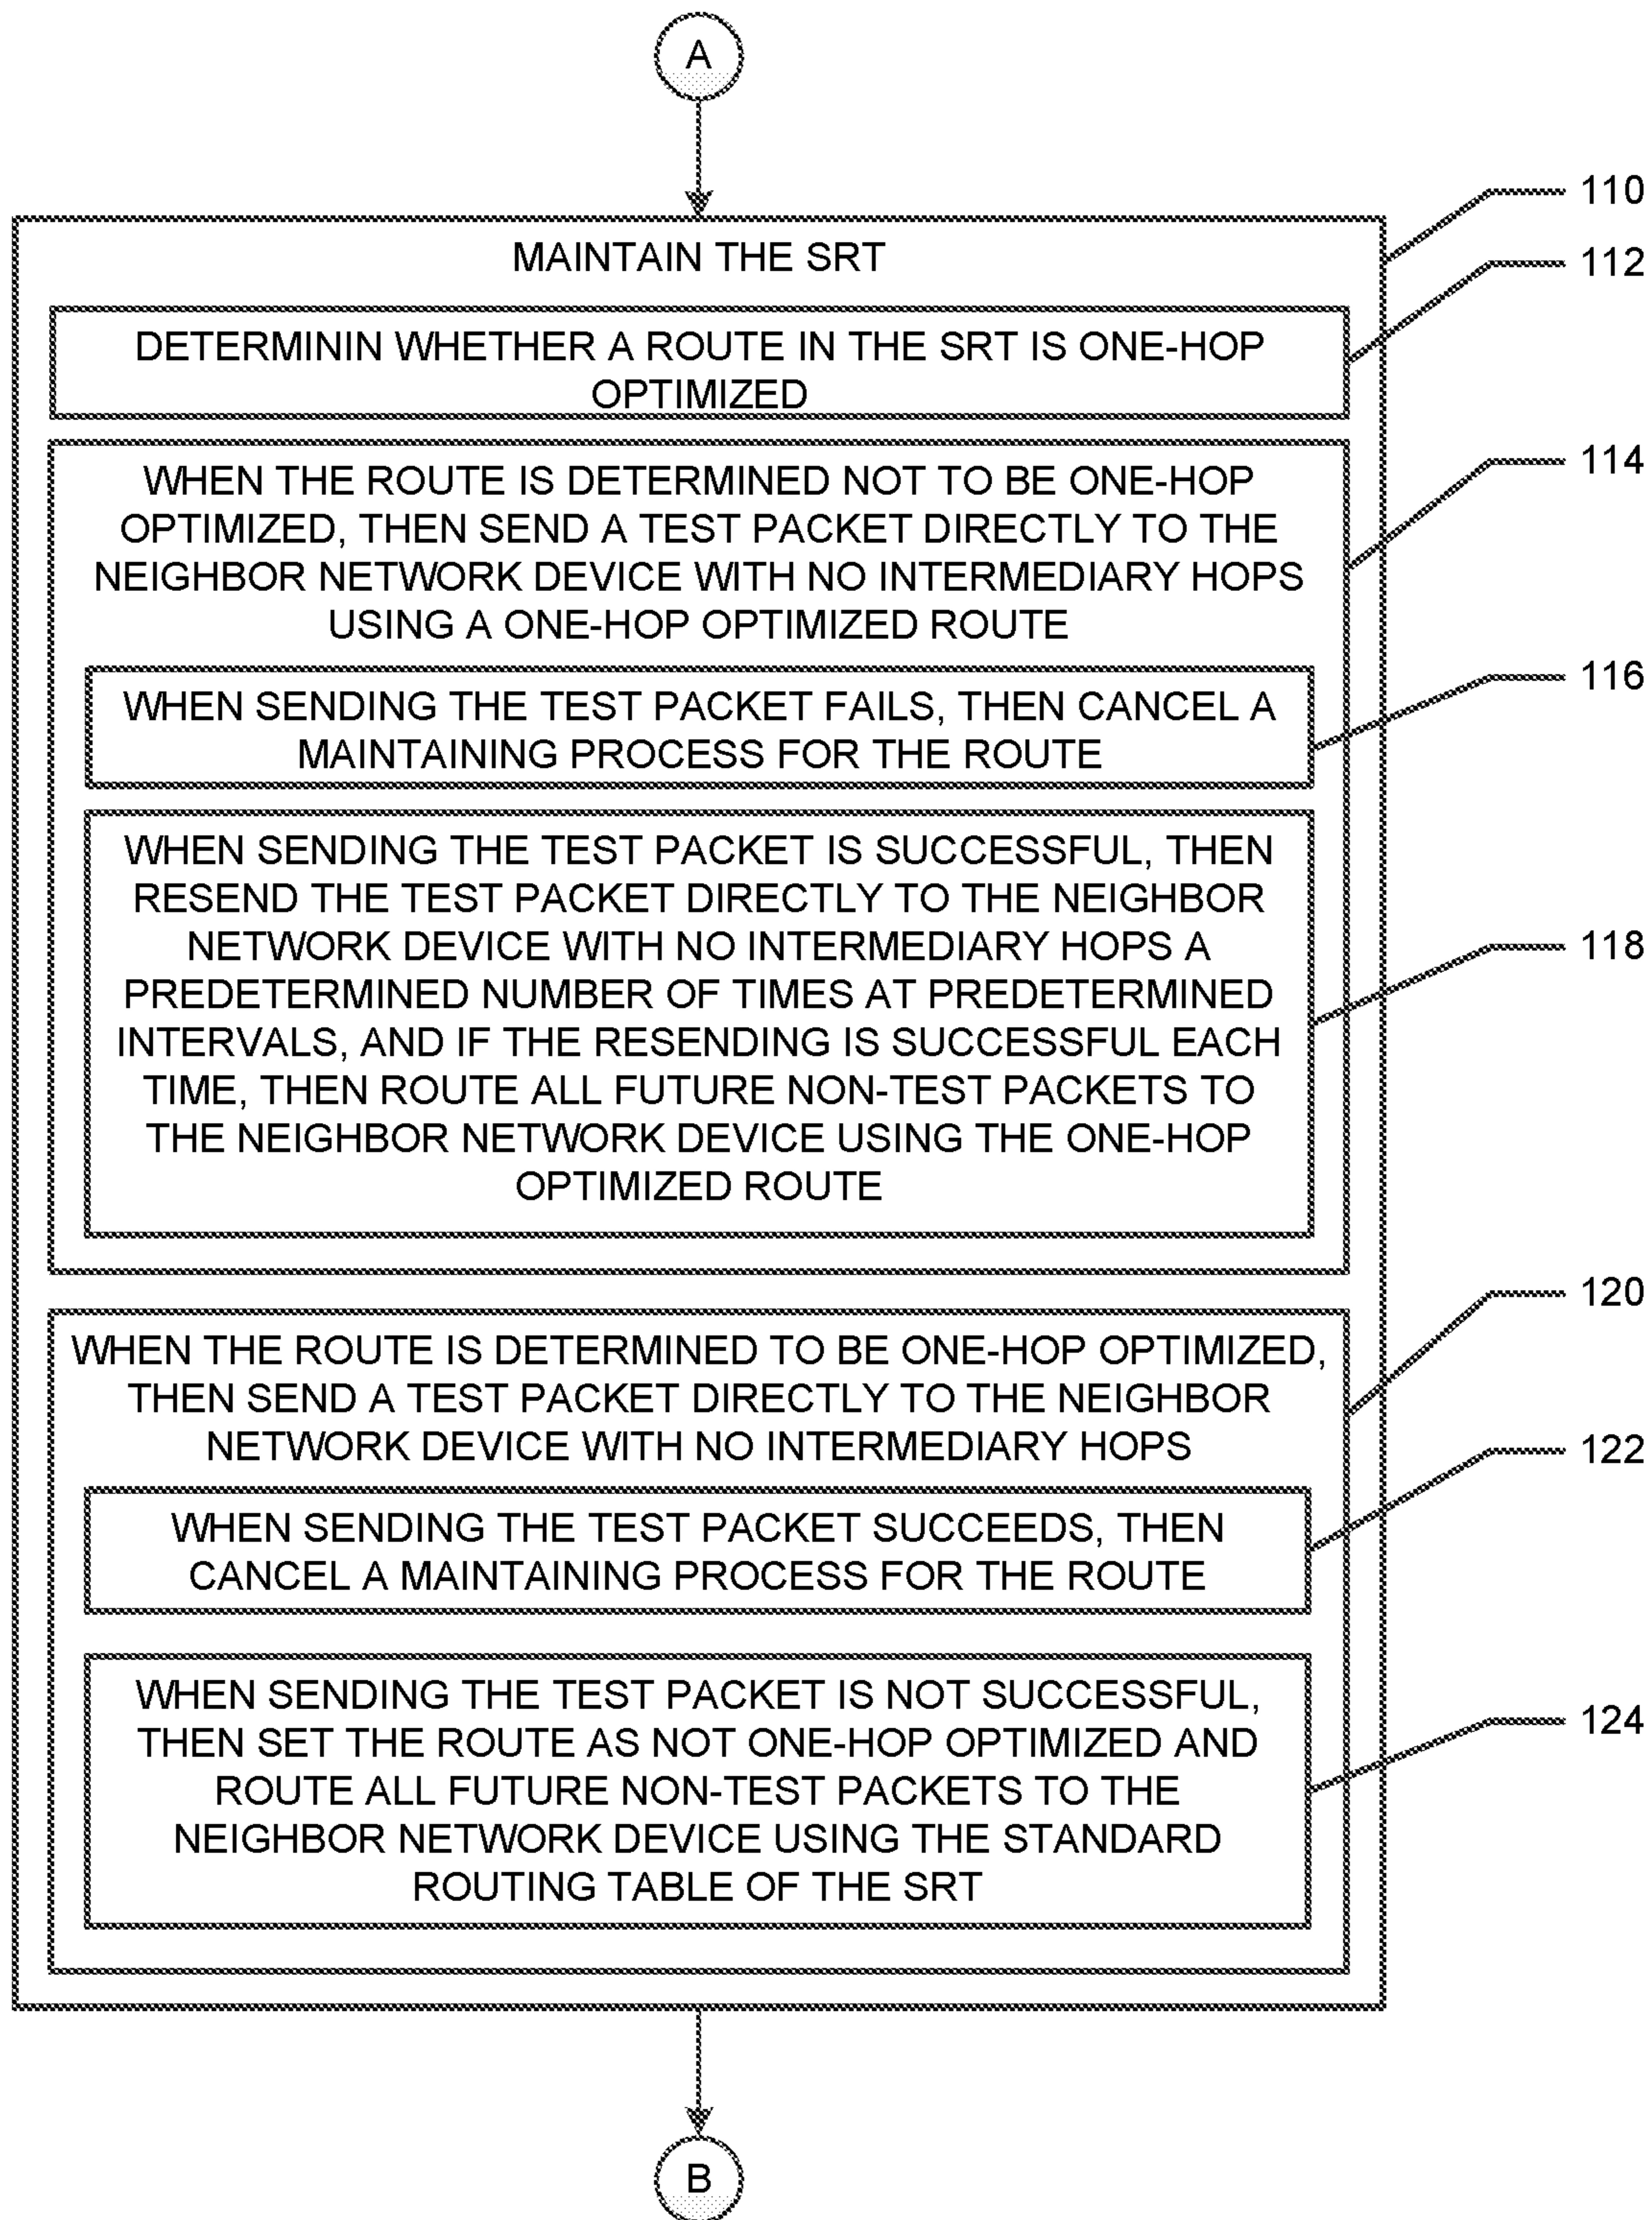 A
110
MAINTAIN THE SRT
112
DETERMININ WHETHER A ROUTE IN THE SRT IS ONE-HOP
OPTIMIZED
114
WHEN THE ROUTE IS DETERMINED NOT TO BE ONE-HOP
OPTIMIZED, THEN SEND A TEST PACKET DIRECTLY TO THE
NEIGHBOR NETWORK DEVICE WITH NO INTERMEDIARY HOPS
USING A ONE-HOP OPTIMIZED ROUTE
116
WHEN SENDING THE TEST PACKET FAILS, THEN CANCEL A
MAINTAINING PROCESS FOR THE ROUTE
118
WHEN SENDING THE TEST PACKET IS SUCCESSFUL, THEN
RESEND THE TEST PACKET DIRECTLY TO THE NEIGHBOR
NETWORK DEVICE WITH NO INTERMEDIARY HOPS A
PREDETERMINED NUMBER OF TIMES AT PREDETERMINED
INTERVALS, AND IF THE RESENDING IS SUCCESSFUL EACH
TIME, THEN ROUTE ALL FUTURE NON-TEST PACKETS TO
THE NEIGHBOR NETWORK DEVICE USING THE ONE-HOP
OPTIMIZED ROUTE
120
WHEN THE ROUTE IS DETERMINED TO BE ONE-HOP OPTIMIZED,
THEN SEND A TEST PACKET DIRECTLY TO THE NEIGHBOR
NETWORK DEVICE WITH NO INTERMEDIARY HOPS
122
WHEN SENDING THE TEST PACKET SUCCEEDS, THEN
CANCEL A MAINTAINING PROCESS FOR THE ROUTE
124
WHEN SENDING THE TEST PACKET IS NOT SUCCESSFUL,
THEN SET THE ROUTE AS NOT ONE-HOP OPTIMIZED AND
ROUTE ALL FUTURE NON-TEST PACKETS TO THE
NEIGHBOR NETWORK DEVICE USING THE STANDARD
ROUTING TABLE OF THE SRT
B